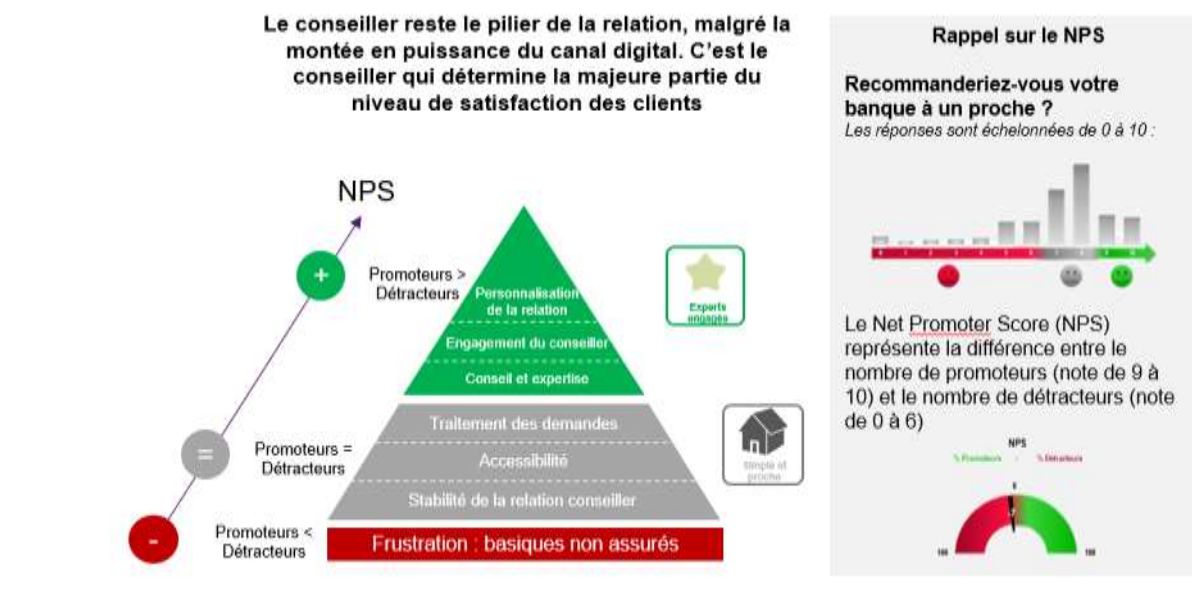 Le conseiller reste le pilier de la relation, malgré la
montée en puissance du canal digital. C'est le
conseiller qui détermine la majeure partie du
niveau de satisfaction des clients
NPS
+
Promoteurs >
Détracteurs
Personnalisation
de la relation
Engagement du conseiller
Conseil et expertise
Experts
engagés
=
Promoteurs =
Détracteurs
Traitement des demandes
Accessibilité
Stabilité de la relation conseiller
Simple et
proche
-
Promoteurs <
Détracteurs
Frustration : basiques non assurés
Rappel sur le NPS
Recommanderiez-vous votre
banque à un proche ?
Les réponses sont échelonnées de 0 à 10 :
Le Net Promoter Score (NPS)
représente la différence entre le
nombre de promoteurs (note de 9 à
10) et le nombre de détracteurs (note
de 0 à 6)
NPS
% Promoteurs - % Détracteurs